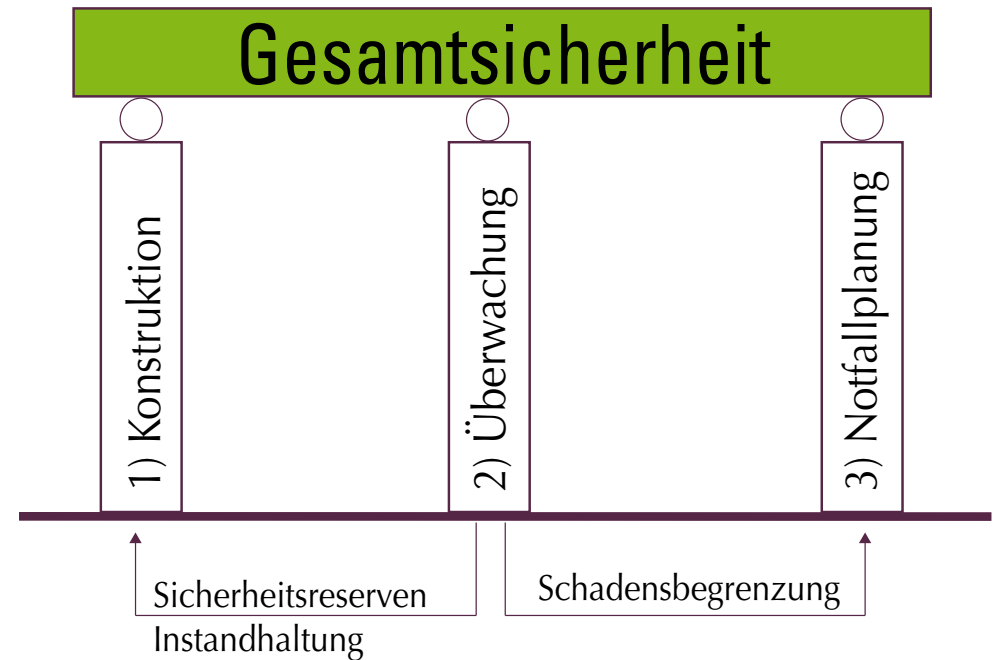 Gesamtsicherheit
1) Konstruktion
2) Überwachung
3) Notfallplanung
Sicherheitsreserven
Instandhaltung
Schadensbegrenzung